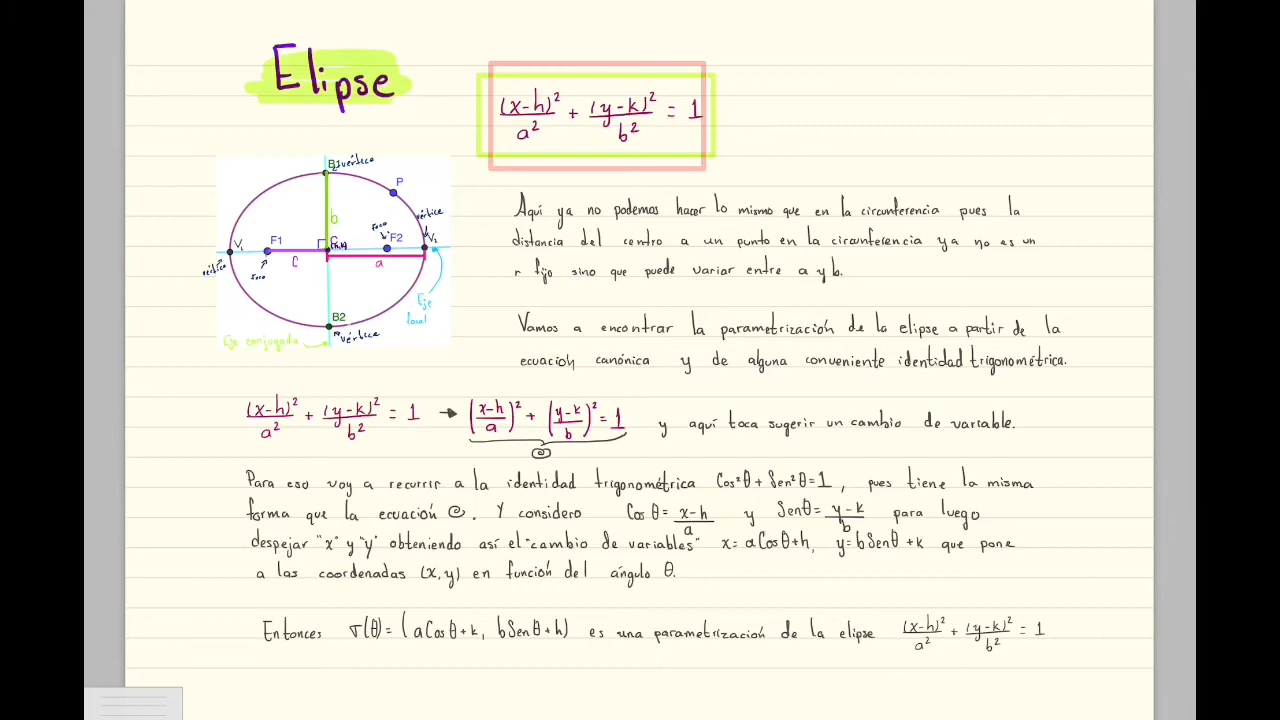 Elipse
(x-h)²/a² + (y-k)²/b² = 1
B1 vértice
P
b
vértice
foco
V₁ F1 C (h,k) F2 V₂
c a
vértice foco
Eje focal
B2
vértice
Eje conjugado
Aquí ya no podemos hacer lo mismo que en la circunferencia pues la
distancia del centro a un punto en la circunferencia ya no es un
r fijo sino que puede variar entre a y b.
Vamos a encontrar la parametrización de la elipse a partir de la
ecuación canónica y de alguna conveniente identidad trigonométrica.
(x-h)²/a² + (y-k)²/b² = 1 → ((x-h)/a)² + ((y-k)/b)² = 1 y aquí toca sugerir un cambio de variable.
Para eso voy a recurrir a la identidad trigonométrica Cos²θ + Sen²θ = 1, pues tiene la misma
forma que la ecuación @. Y considero Cosθ = (x-h)/a y Senθ = (y-k)/b para luego
despejar "x" y "y" obteniendo así el "cambio de variables" x = aCosθ + h, y = bSenθ + k que pone
a las coordenadas (x,y) en función del ángulo θ.
Entonces σ(θ) = (aCosθ + k, bSenθ + h) es una parametrización de la elipse (x-h)²/a² + (y-k)²/b² = 1